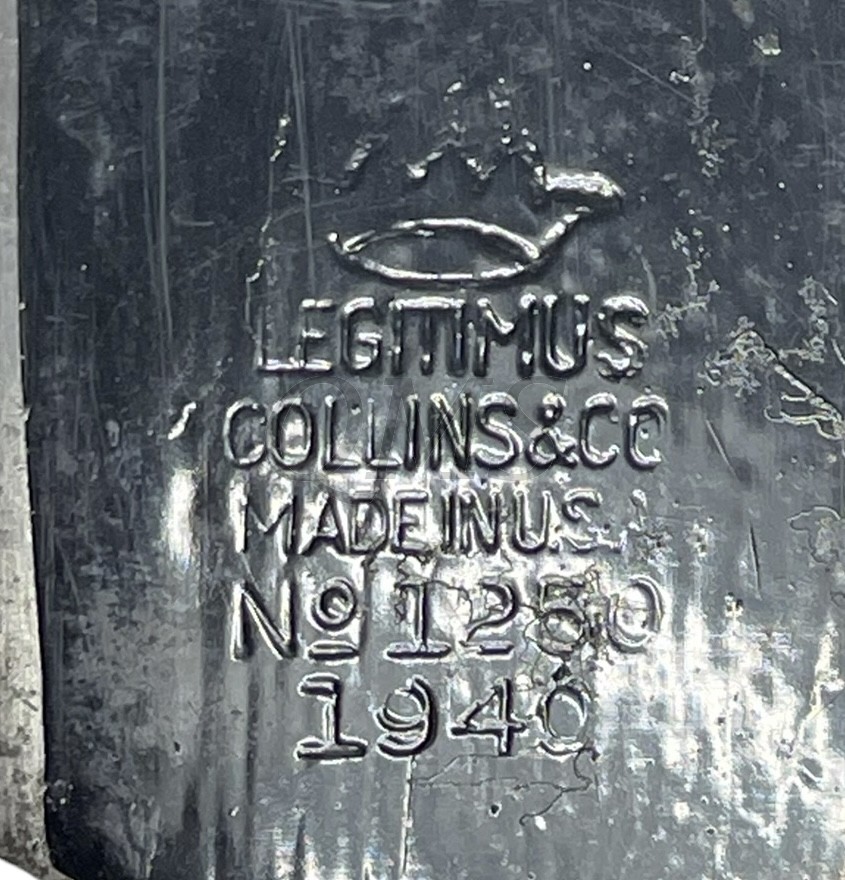 LEGITIMUS
COLLINS & CO
MADE IN U.S.
Nº 1250
1940